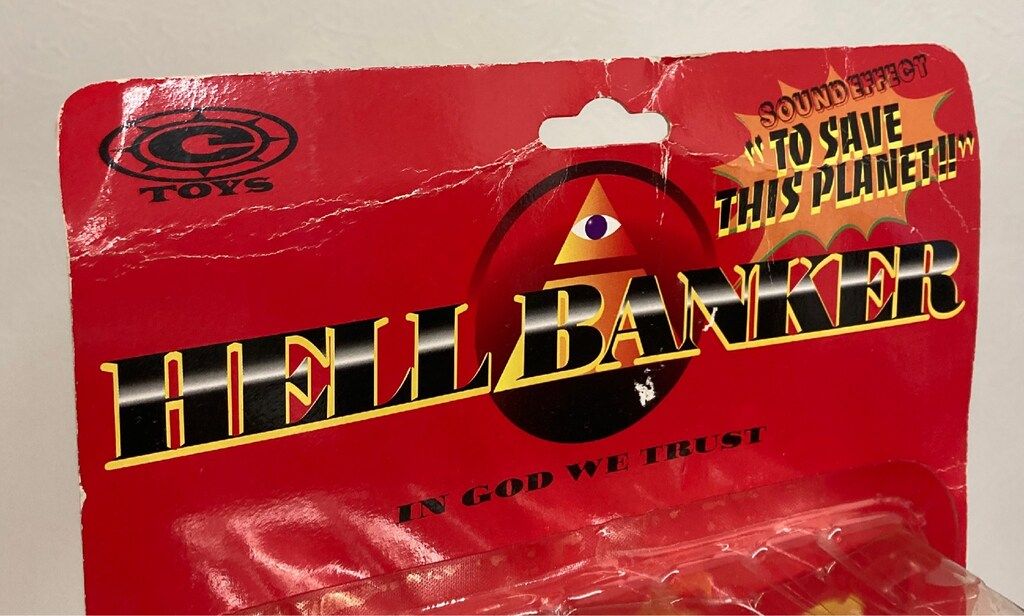 C
TOYS
SOUND EFFECT
"TO SAVE
THIS PLANET!!"
HELL BANKER
IN GOD WE TRUST